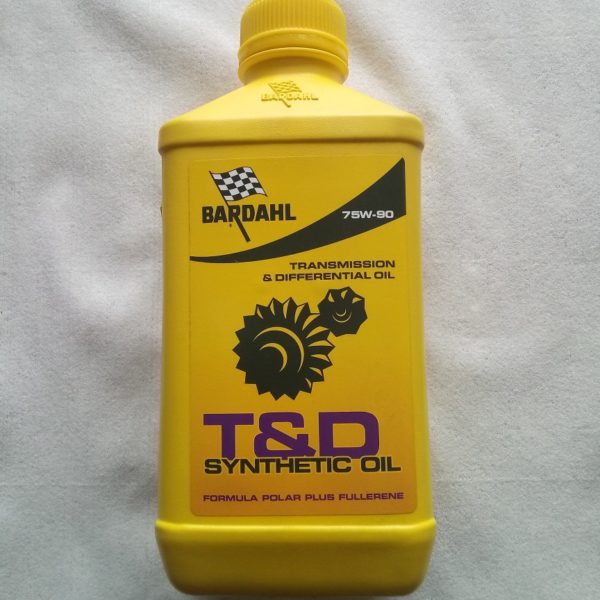 BARDAHL
BARDAHL
75W-90
TRANSMISSION
& DIFFERENTIAL OIL
T&D
SYNTHETIC OIL
FORMULA POLAR PLUS FULLERENE